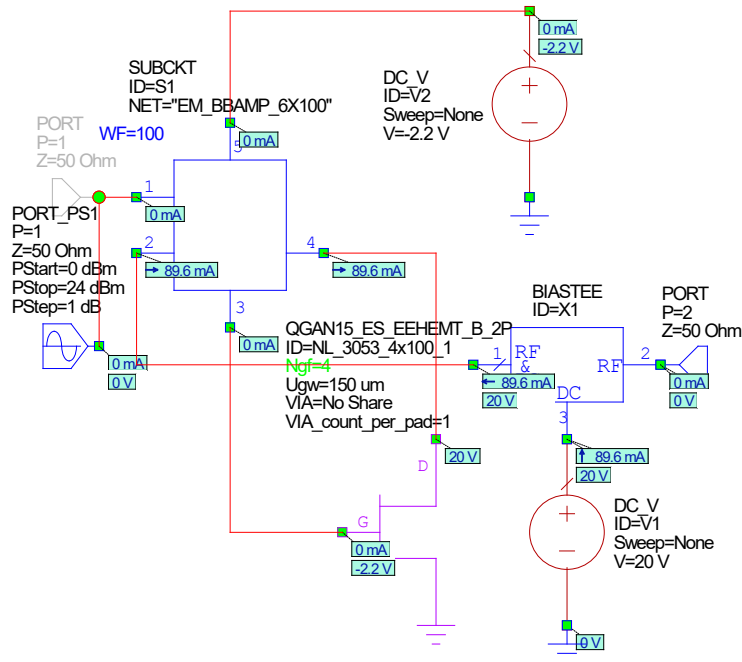 0 mA
-2.2 V
SUBCKT
ID=S1
NET="EM_BBAMP_6X100"
DC_V
ID=V2
Sweep=None
V=-2.2 V
PORT
P=1
Z=50 Ohm
WF=100
5
0 mA
1
0 mA
PORT_PS1
P=1
Z=50 Ohm
PStart=0 dBm
PStop=24 dBm
PStep=1 dB
2
89.6 mA
4
89.6 mA
3
0 mA
0 mA
0 V
QGAN15_ES_EEHEMT_B_2P
ID=NL_3053_4x100_1
Ngf=4
Ugw=150 um
VIA=No Share
VIA_count_per_pad=1
BIASTEE
ID=X1
PORT
P=2
Z=50 Ohm
1
RF
&
DC
RF
2
89.6 mA
20 V
0 mA
0 V
3
89.6 mA
20 V
D
20 V
G
0 mA
-2.2 V
DC_V
ID=V1
Sweep=None
V=20 V
0 V